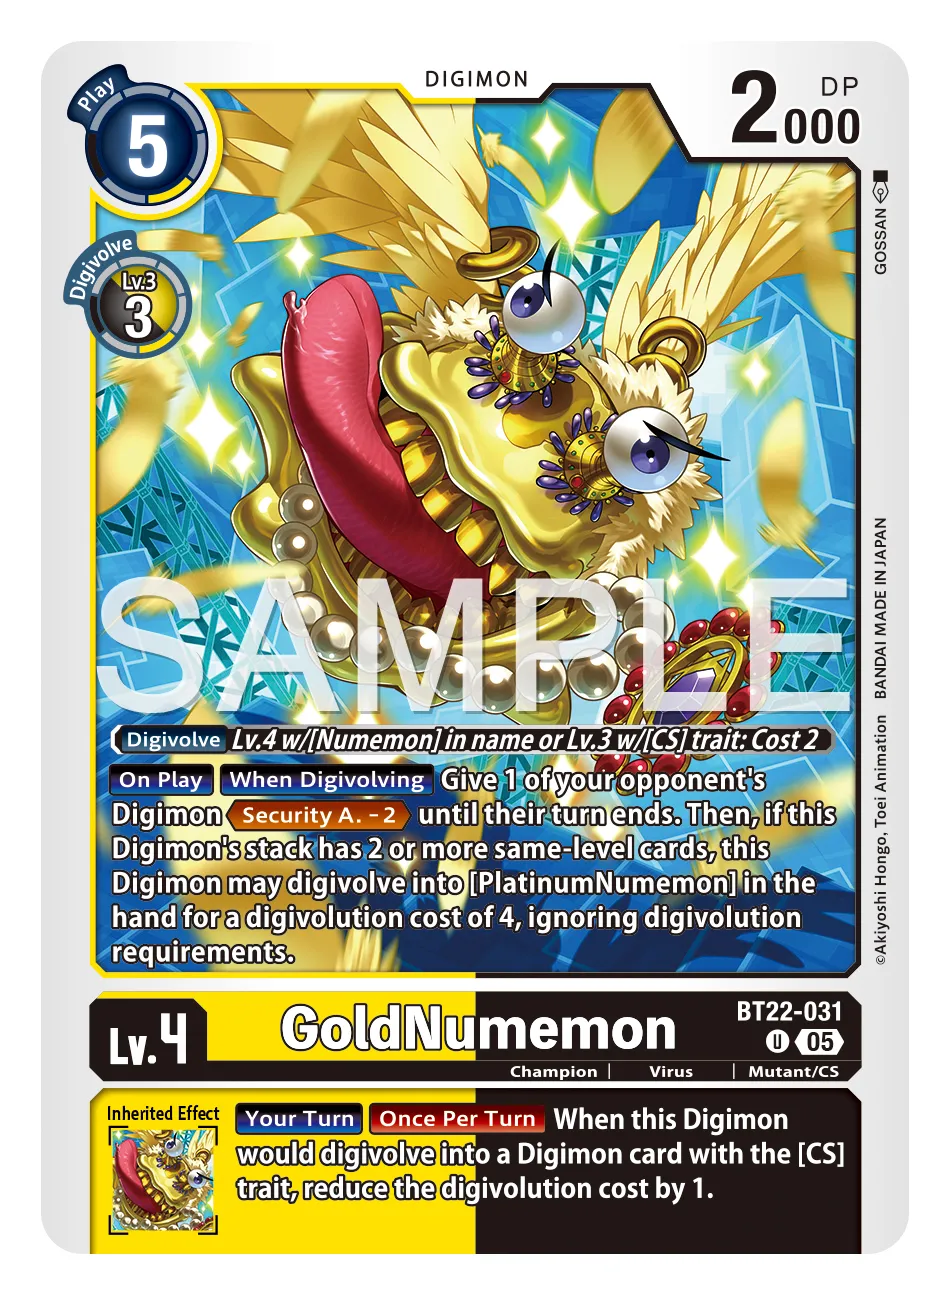 DIGIMON
Play
5
2000
DP
Digivolve
Lv.3
3
GOSSAN
SAMPLE
BANDAI MADE IN JAPAN
©Akiyoshi Hongo, Toei Animation
Digivolve Lv.4 w/[Numemon] in name or Lv.3 w/[CS] trait: Cost 2
On Play When Digivolving Give 1 of your opponent's
Digimon Security A. -2 until their turn ends. Then, if this
Digimon's stack has 2 or more same-level cards, this
Digimon may digivolve into [PlatinumNumemon] in the
hand for a digivolution cost of 4, ignoring digivolution
requirements.
Lv.4
GoldNumemon
BT22-031
U 05
Champion | Virus | Mutant/CS
Inherited Effect
Your Turn Once Per Turn When this Digimon
would digivolve into a Digimon card with the [CS]
trait, reduce the digivolution cost by 1.